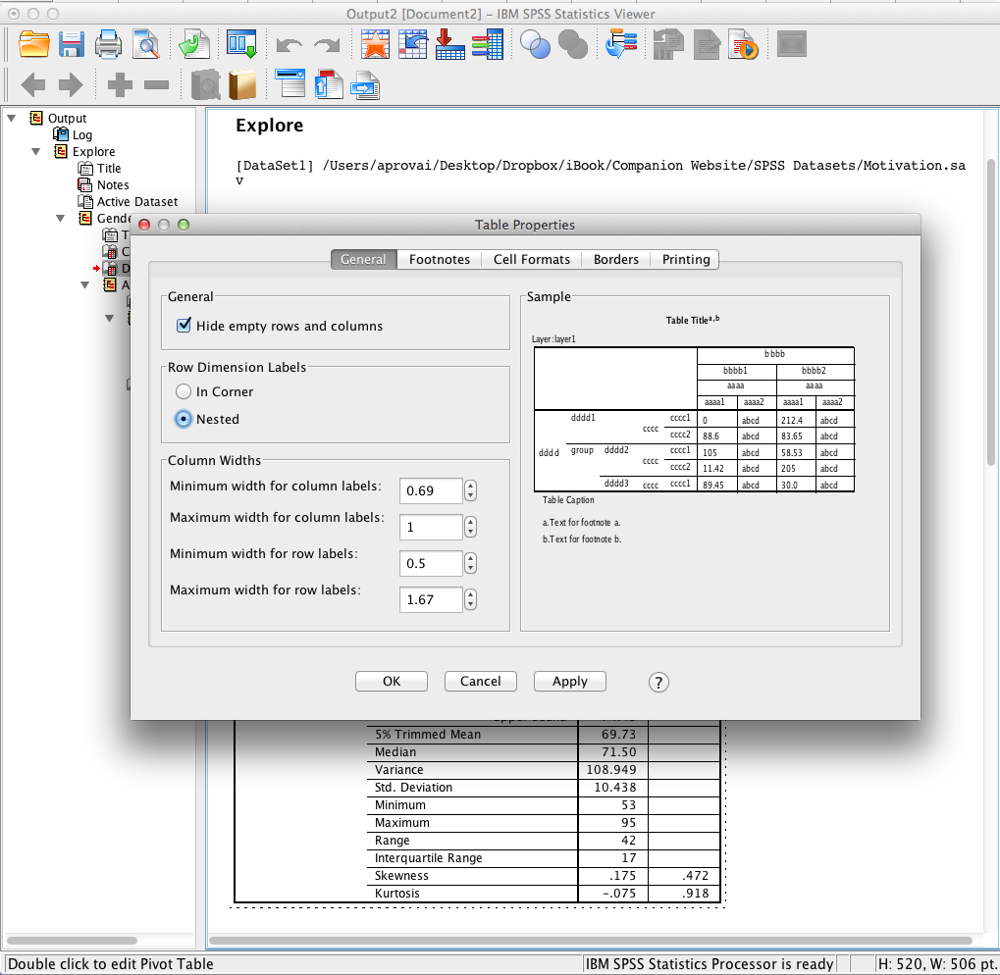 Output2 [Document2] – IBM SPSS Statistics Viewer
Output
Log
Explore
Title
Notes
Active Dataset
Explore
[DataSet1] /Users/aprovai/Desktop/Dropbox/iBook/Companion Website/SPSS Datasets/Motivation.sa
v
Table Properties
General Footnotes Cell Formats Borders Printing
General
Hide empty rows and columns
Row Dimension Labels
In Corner
Nested
Column Widths
Minimum width for column labels: 0.69
Maximum width for column labels: 1
Minimum width for row labels: 0.5
Maximum width for row labels: 1.67
Sample
Table Titlea,b
Layer:layer1
bbbb
bbbb1 bbbb2
aaaa aaaa
aaaa1 aaaa2 aaaa1 aaaa2
dddd1 cccc cccc1 0 abcd 212.4 abcd
cccc2 88.6 abcd 83.65 abcd
dddd group dddd2 cccc cccc1 105 abcd 58.53 abcd
cccc2 11.42 abcd 205 abcd
dddd3 cccc cccc1 89.45 abcd 30.0 abcd
Table Caption
a.Text for footnote a.
b.Text for footnote b.
OK Cancel Apply ?
5% Trimmed Mean 69.73
Median 71.50
Variance 108.949
Std. Deviation 10.438
Minimum 53
Maximum 95
Range 42
Interquartile Range 17
Skewness .175 .472
Kurtosis -.075 .918
Double click to edit Pivot Table
IBM SPSS Statistics Processor is ready
H: 520, W: 506 pt.